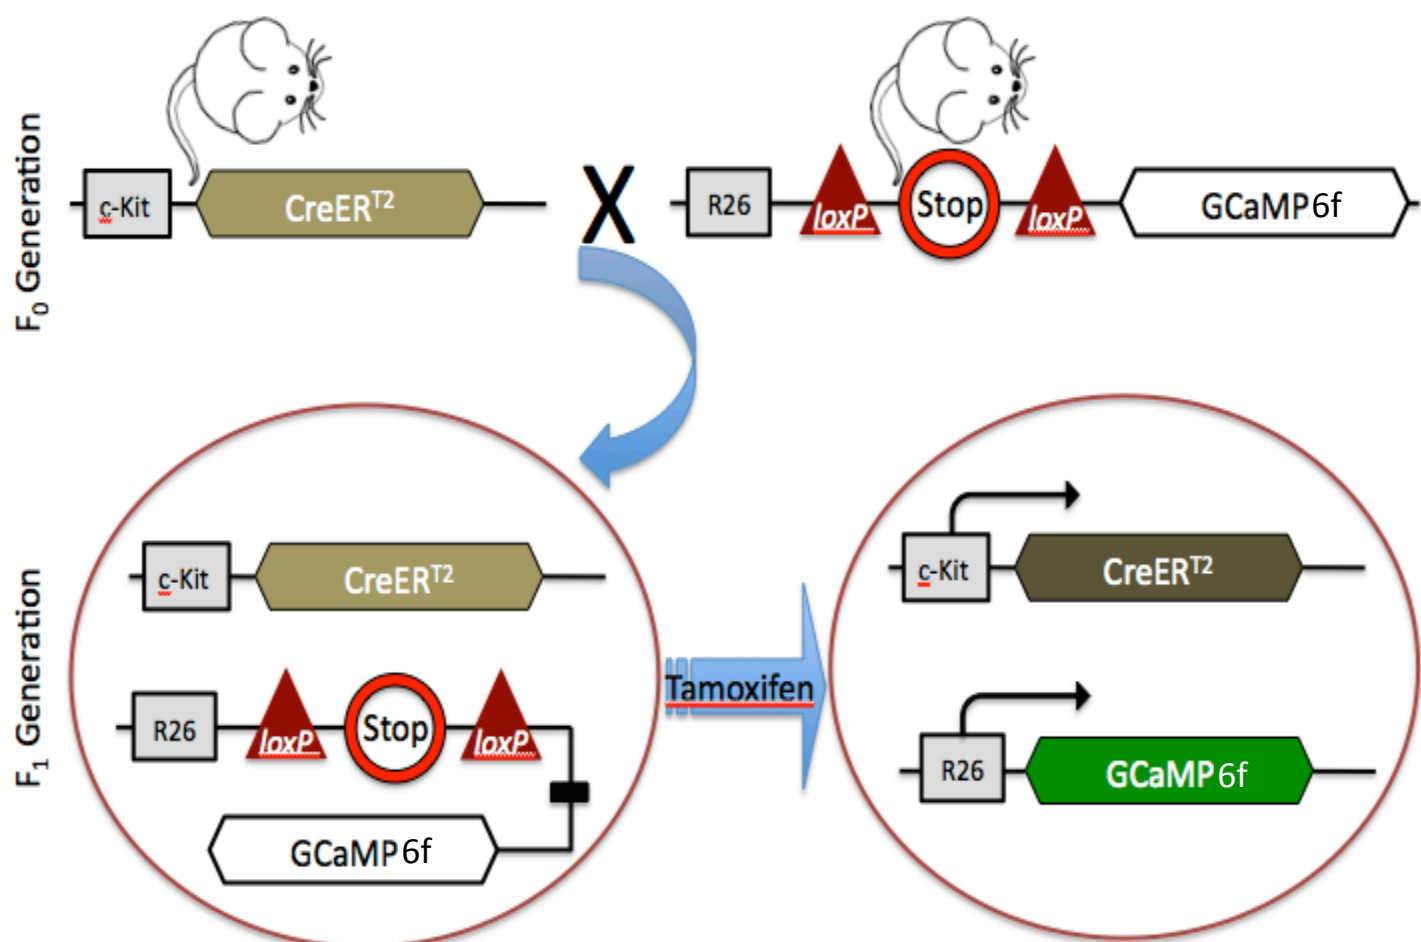 F0 Generation
c-Kit
CreERT2
X
R26
loxP
Stop
loxP
GCaMP6f
F1 Generation
c-Kit
CreERT2
R26
loxP
Stop
loxP
GCaMP6f
Tamoxifen
c-Kit
CreERT2
R26
GCaMP6f